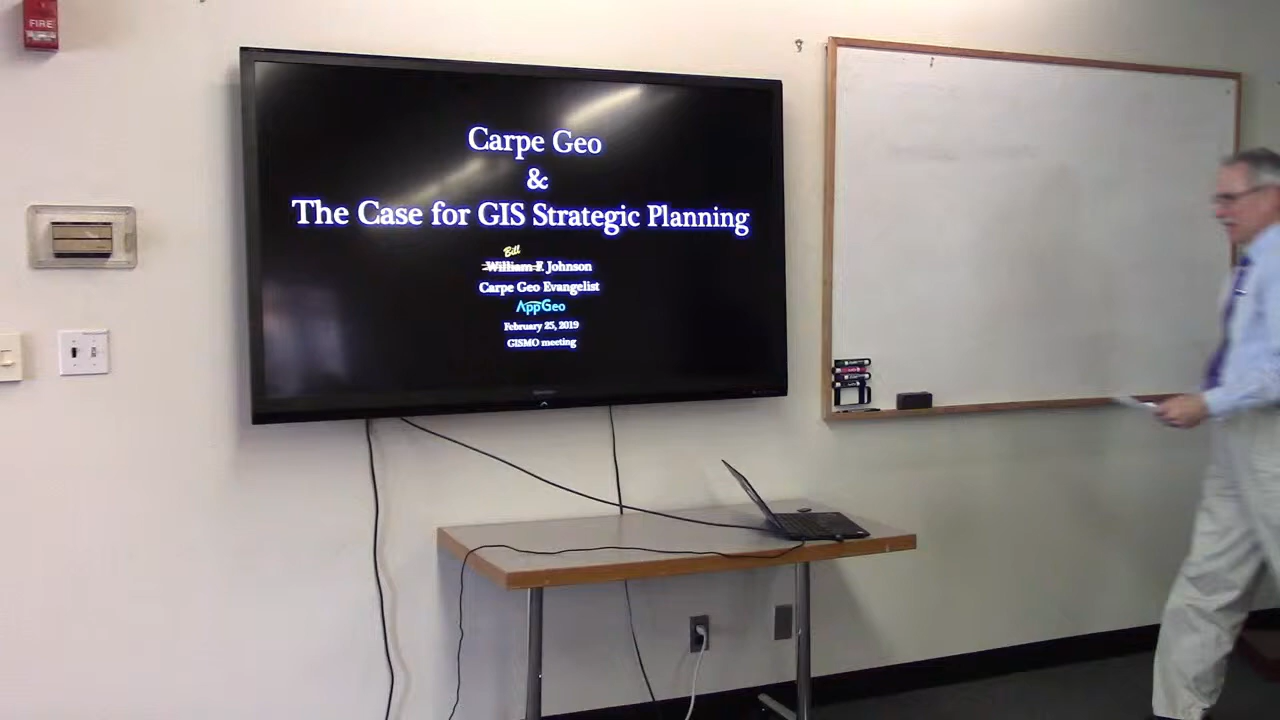 FIRE
Carpe Geo
&
The Case for GIS Strategic Planning
Bill
William F. Johnson
Carpe Geo Evangelist
AppGeo
February 25, 2019
GISMO meeting